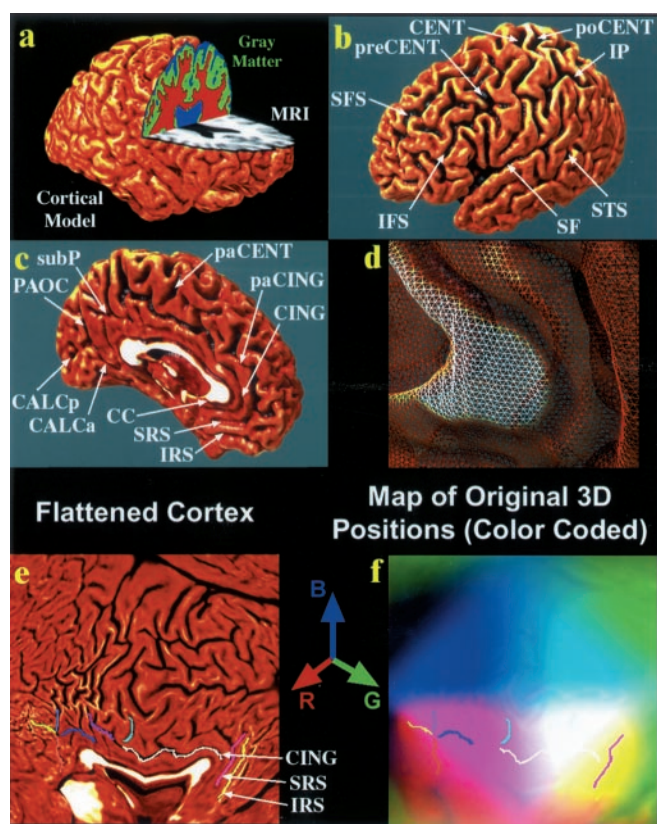 a
Gray
Matter
MRI
Cortical
Model
b
CENT
poCENT
preCENT
IP
SFS
IFS
SF
STS
c
subP
paCENT
PAOC
paCING
CING
CALCp
CALCa
CC
SRS
IRS
d
Flattened Cortex
Map of Original 3D
Positions (Color Coded)
e
B
R
G
CING
SRS
IRS
f